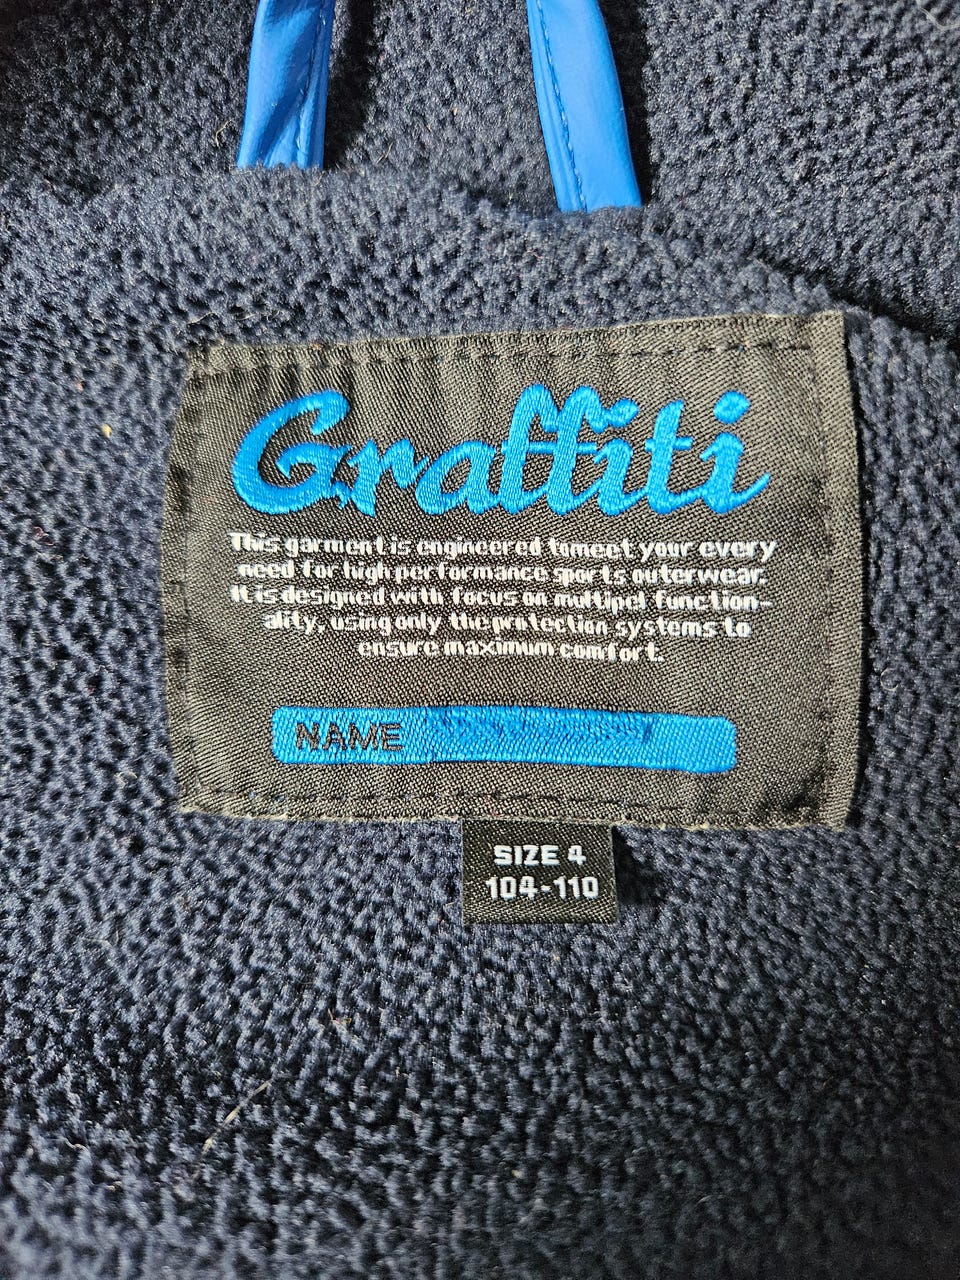 Graffiti
This garment is engineered to meet your every
need for high performance sports outerwear.
It is designed with focus on multipel function-
ality, using only the protection systems to
ensure maximum comfort.
NAME
SIZE 4
104-110